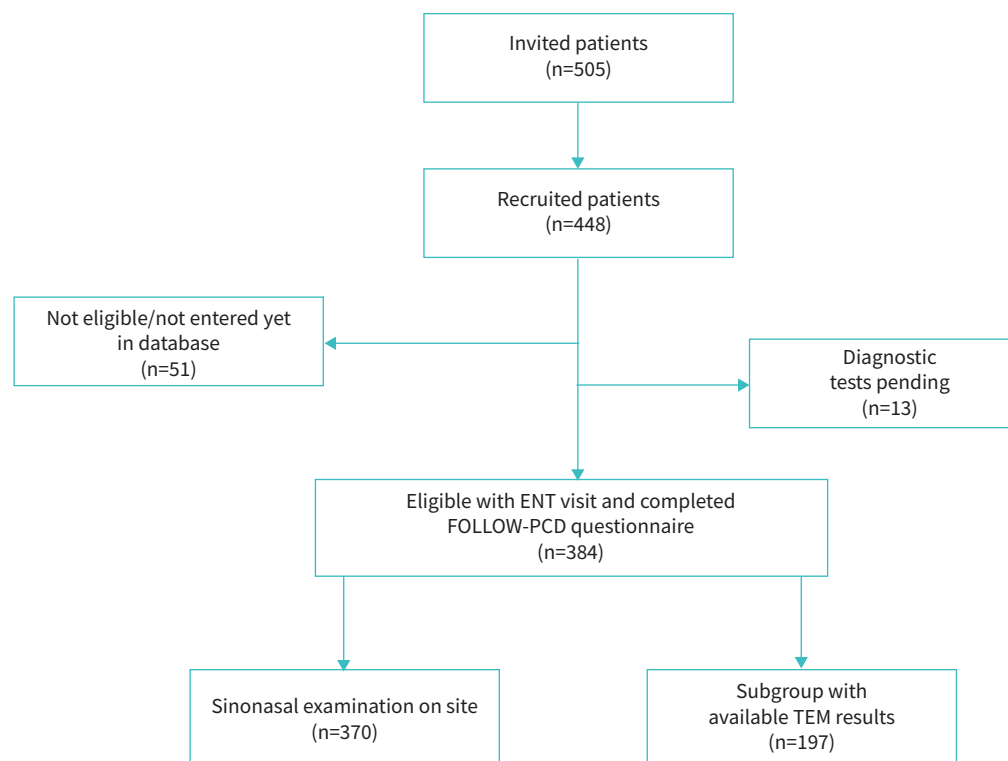 Invited patients
(n=505)
Recruited patients
(n=448)
Not eligible/not entered yet
in database
(n=51)
Diagnostic
tests pending
(n=13)
Eligible with ENT visit and completed
FOLLOW-PCD questionnaire
(n=384)
Sinonasal examination on site
(n=370)
Subgroup with
available TEM results
(n=197)